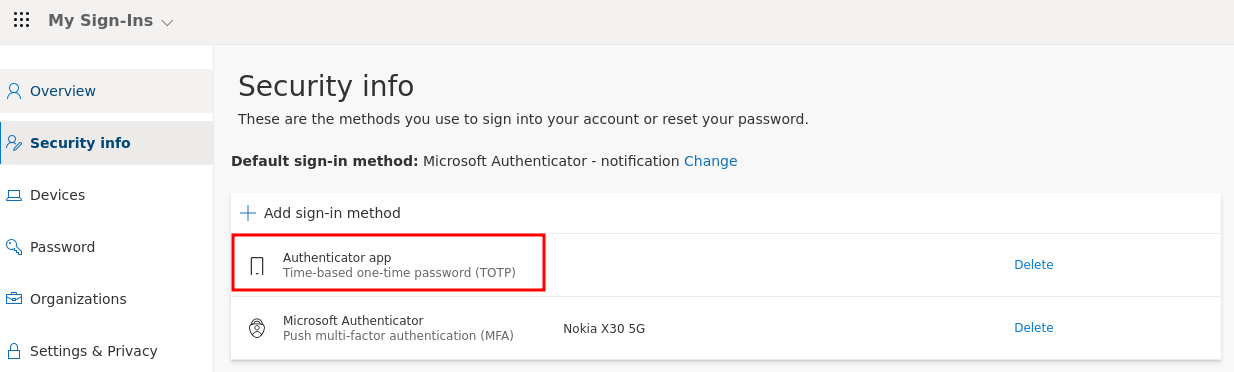 My Sign-Ins
Overview
Security info
Devices
Password
Organizations
Settings & Privacy
Security info
These are the methods you use to sign into your account or reset your password.
Default sign-in method: Microsoft Authenticator - notification Change
Add sign-in method
Authenticator app
Time-based one-time password (TOTP)
Delete
Microsoft Authenticator
Push multi-factor authentication (MFA)
Nokia X30 5G
Delete